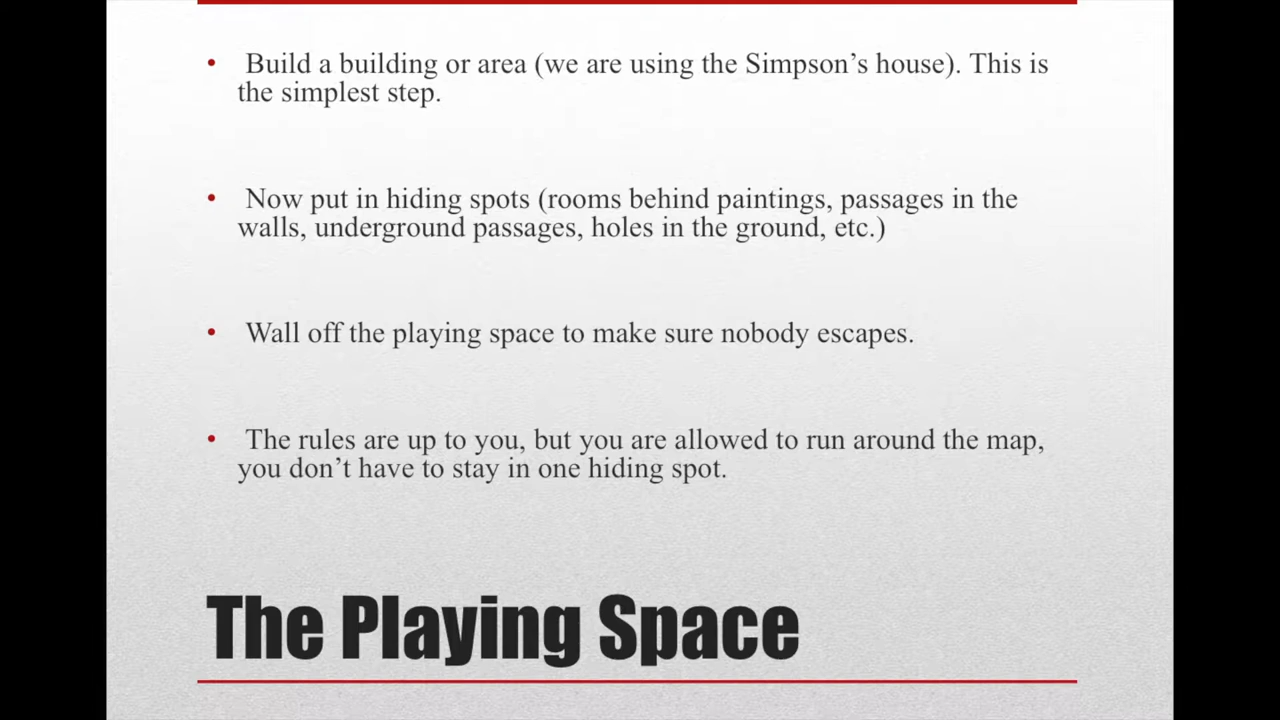 • Build a building or area (we are using the Simpson’s house). This is
the simplest step.
• Now put in hiding spots (rooms behind paintings, passages in the
walls, underground passages, holes in the ground, etc.)
• Wall off the playing space to make sure nobody escapes.
• The rules are up to you, but you are allowed to run around the map,
you don’t have to stay in one hiding spot.
The Playing Space